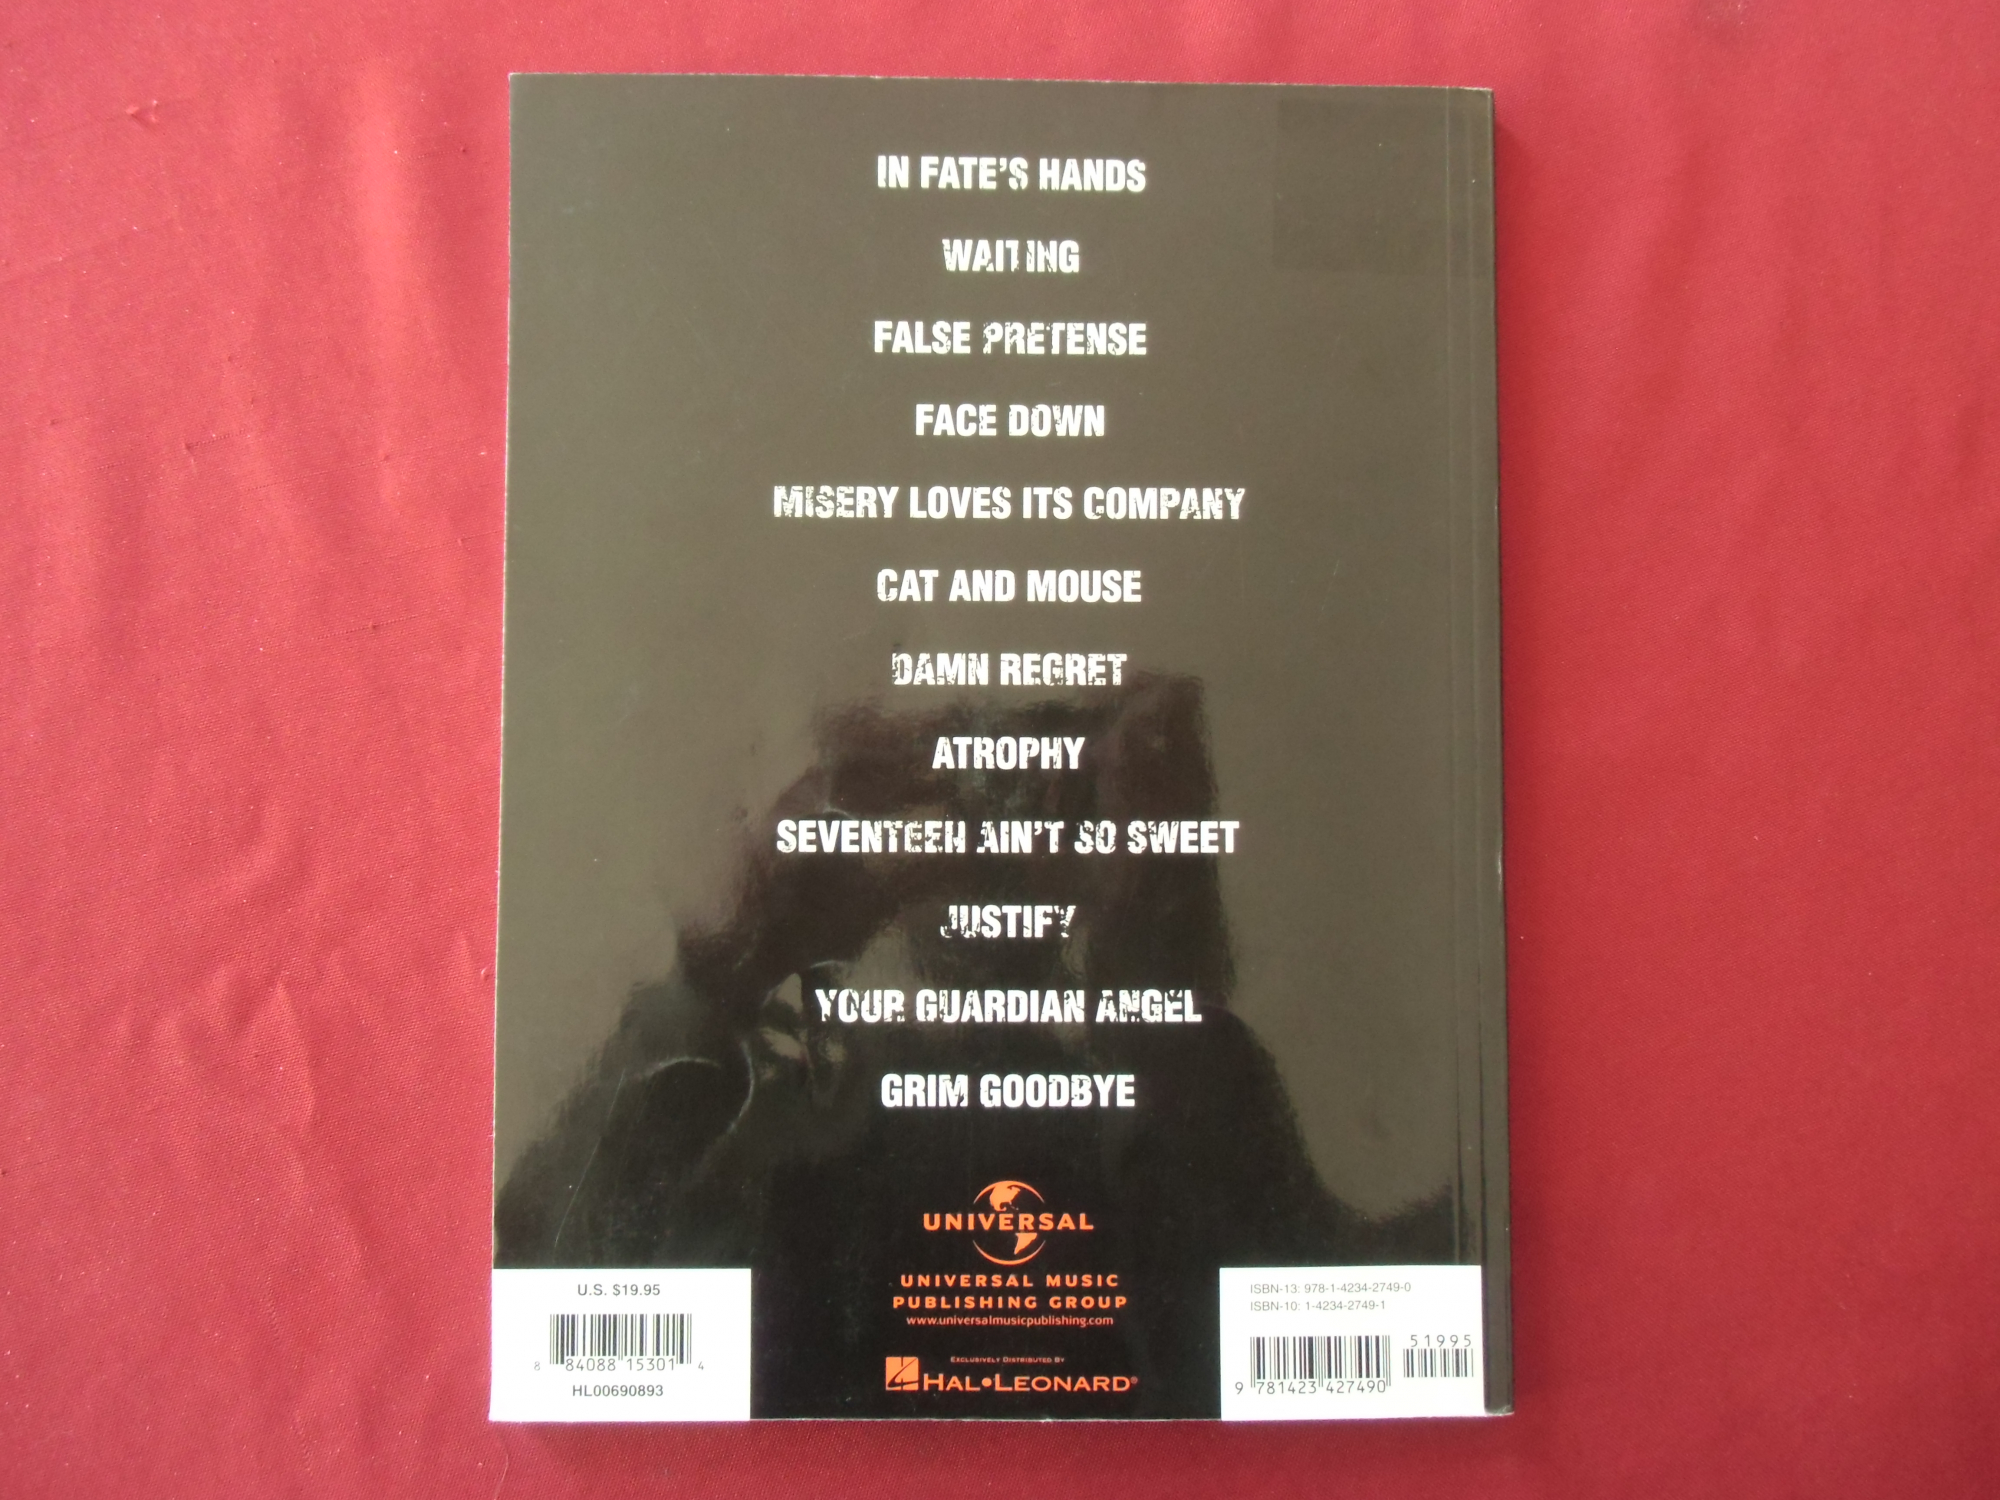 IN FATE'S HANDS
WAITING
FALSE PRETENSE
FACE DOWN
MISERY LOVES ITS COMPANY
CAT AND MOUSE
DAMN REGRET
ATROPHY
SEVENTEEN AIN'T SO SWEET
JUSTIFY
YOUR GUARDIAN ANGEL
GRIM GOODBYE
UNIVERSAL
UNIVERSAL MUSIC
PUBLISHING GROUP
www.universalmusicpublishing.com
EXCLUSIVELY DISTRIBUTED BY
HAL•LEONARD®
U.S. $19.95
8 84088 15301 4
HL00690893
ISBN-13: 978-1-4234-2749-0
ISBN-10: 1-4234-2749-1
51995
9 781423 427490